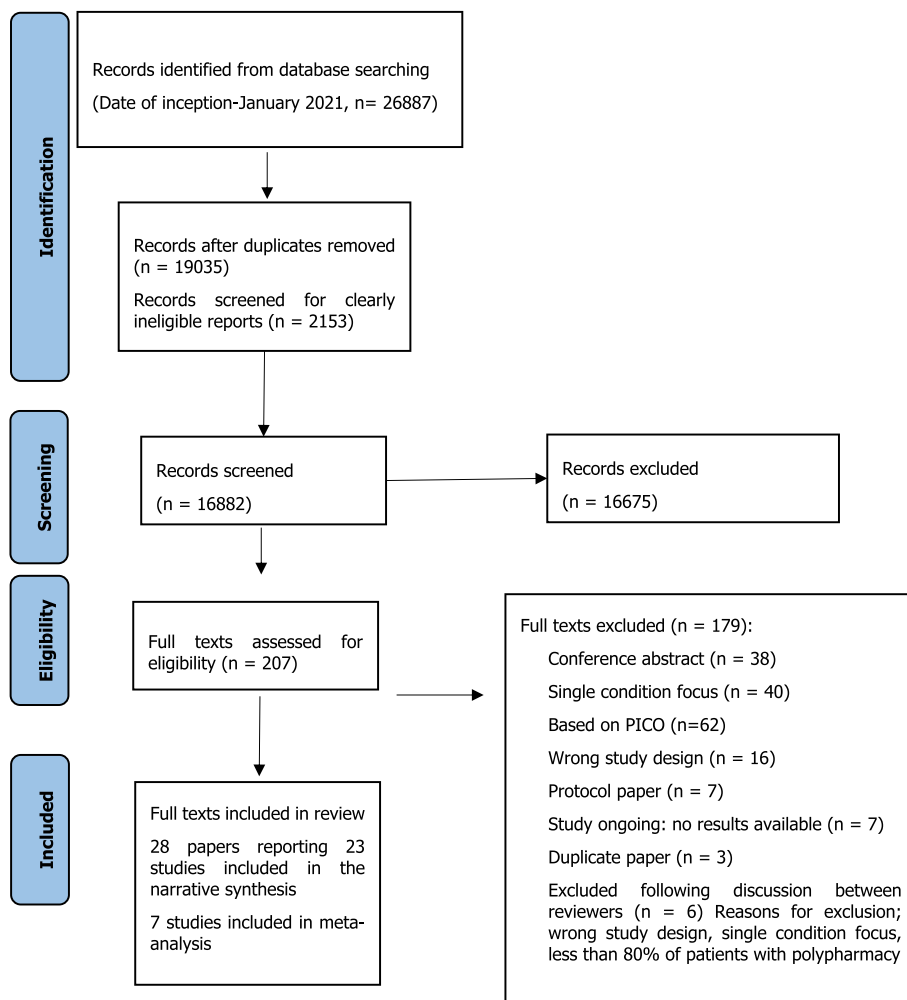 Identification
Records identified from database searching
(Date of inception-January 2021, n= 26887)
Records after duplicates removed
(n = 19035)
Records screened for clearly
ineligible reports (n = 2153)
Screening
Records screened
(n = 16882)
Records excluded
(n = 16675)
Eligibility
Full texts assessed for
eligibility (n = 207)
Full texts excluded (n = 179):
Conference abstract (n = 38)
Single condition focus (n = 40)
Based on PICO (n=62)
Wrong study design (n = 16)
Protocol paper (n = 7)
Study ongoing: no results available (n = 7)
Duplicate paper (n = 3)
Excluded following discussion between
reviewers (n = 6) Reasons for exclusion;
wrong study design, single condition focus,
less than 80% of patients with polypharmacy
Included
Full texts included in review
28 papers reporting 23
studies included in the
narrative synthesis
7 studies included in meta-
analysis